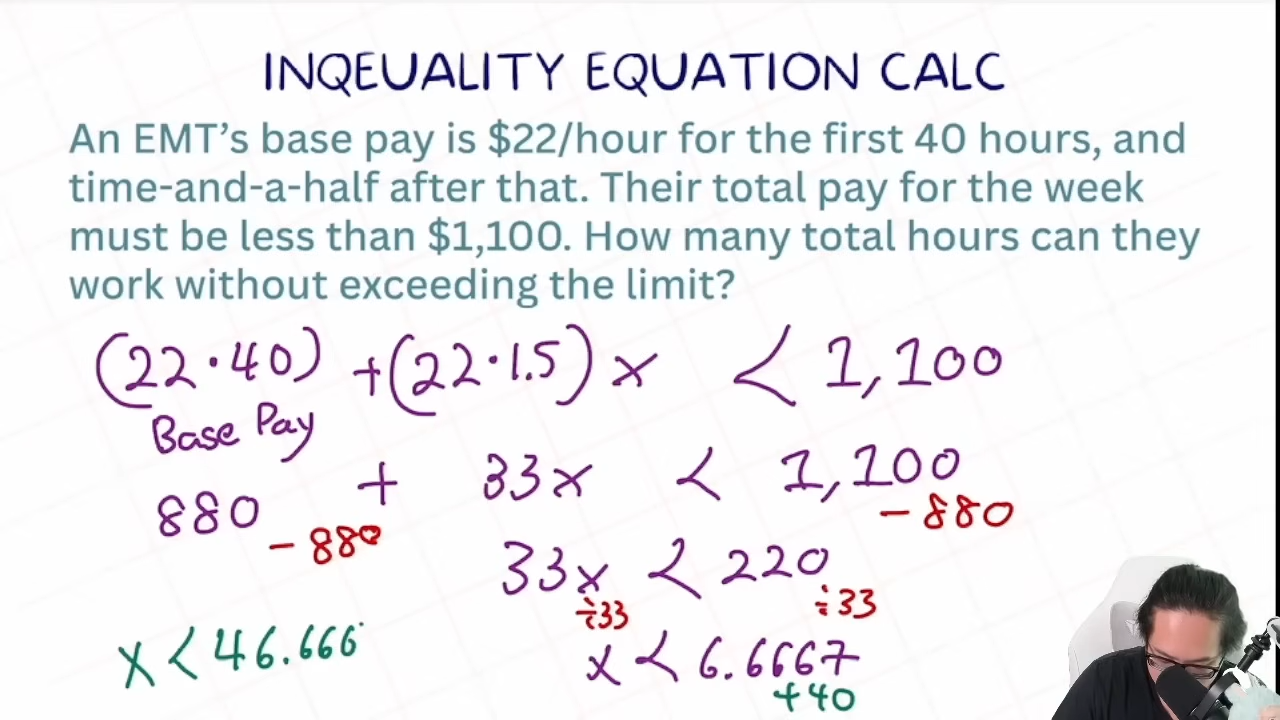 INQEUALITY EQUATION CALC
An EMT's base pay is $22/hour for the first 40 hours, and
time-and-a-half after that. Their total pay for the week
must be less than $1,100. How many total hours can they
work without exceeding the limit?
(22·40) + (22·1.5) x < 1,100
Base Pay
880 + 33x < 1,100
- 880 - 880
33x < 220
÷33 ÷33
x < 6.6667
+40
x < 46.666